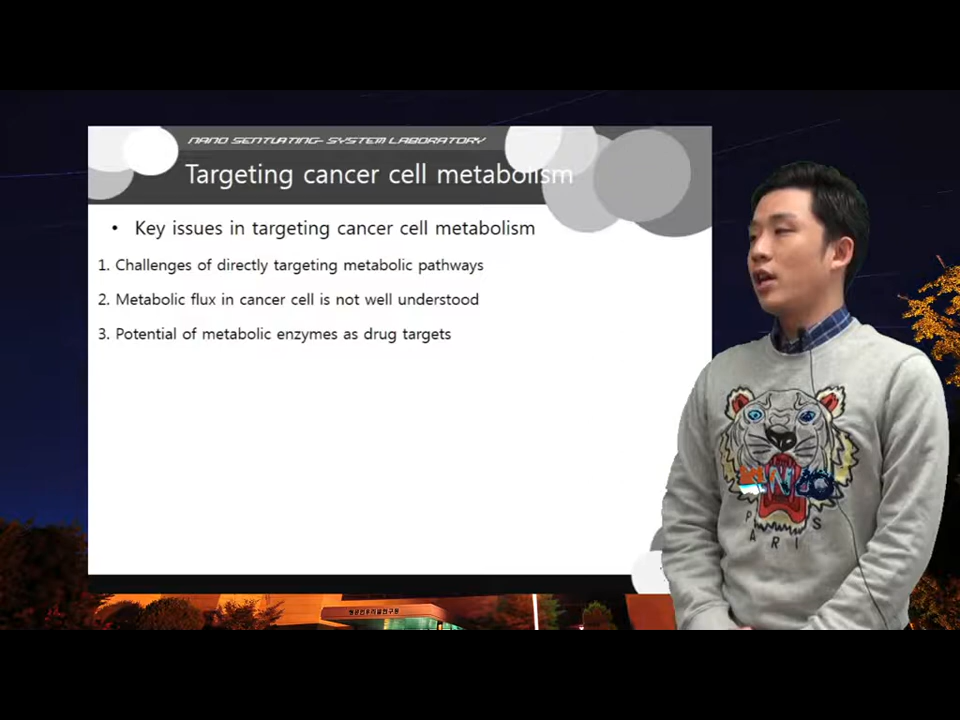 NANO SENTUATING- SYSTEM LABORATORY
Targeting cancer cell metabolism
• Key issues in targeting cancer cell metabolism
1. Challenges of directly targeting metabolic pathways
2. Metabolic flux in cancer cell is not well understood
3. Potential of metabolic enzymes as drug targets
KENZO
PARIS